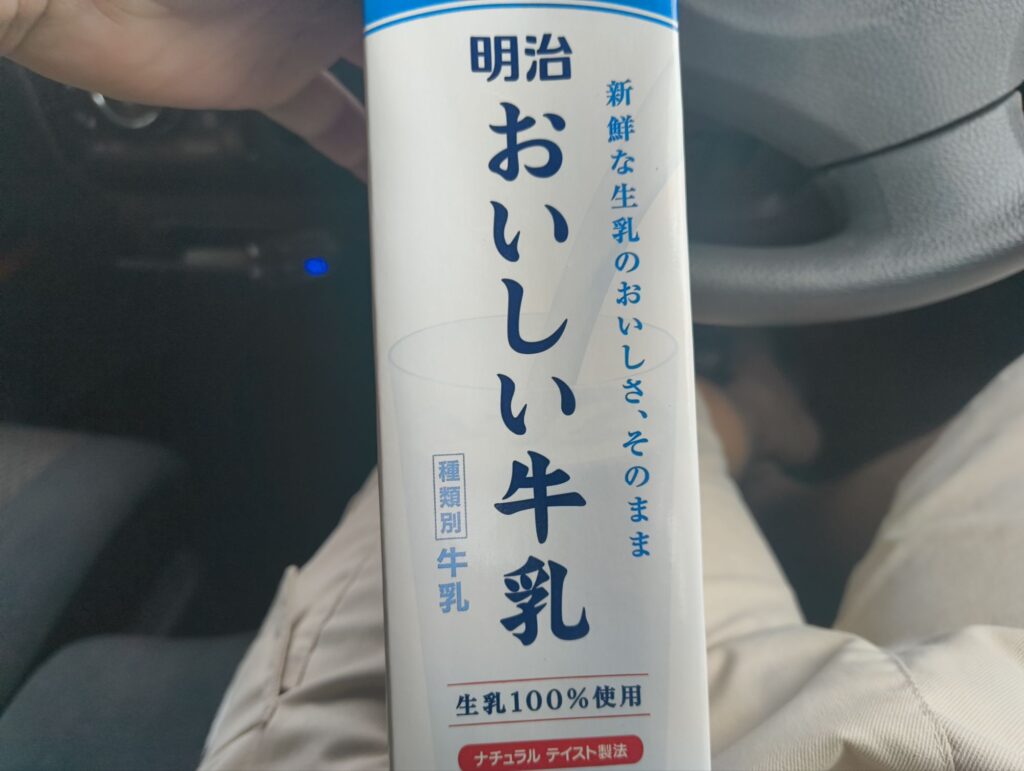 明治
おいしい牛乳
新鮮な生乳のおいしさ、そのまま
種類別
牛乳
生乳100%使用
ナチュラル テイスト製法